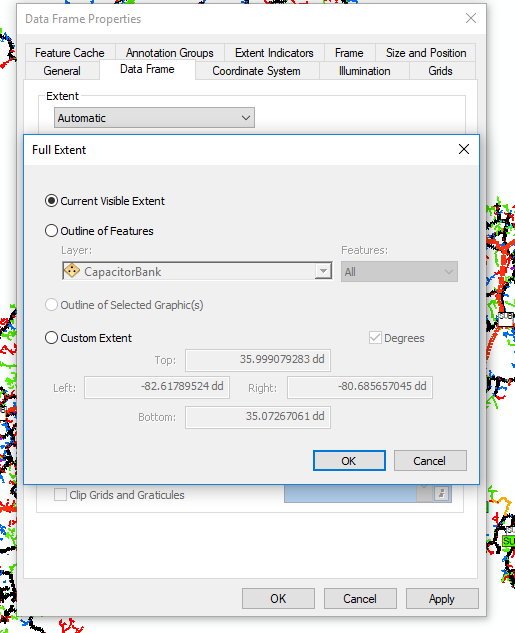 Data Frame Properties
Feature Cache Annotation Groups Extent Indicators Frame Size and Position
General Data Frame Coordinate System Illumination Grids
Extent
Automatic
Full Extent
Current Visible Extent
Outline of Features
Layer: Features:
CapacitorBank All
Outline of Selected Graphic(s)
Custom Extent Degrees
Top: 35.999079283 dd
Left: -82.61789524 dd Right: -80.685657045 dd
Bottom: 35.07267061 dd
OK Cancel
Clip Grids and Graticules
OK Cancel Apply